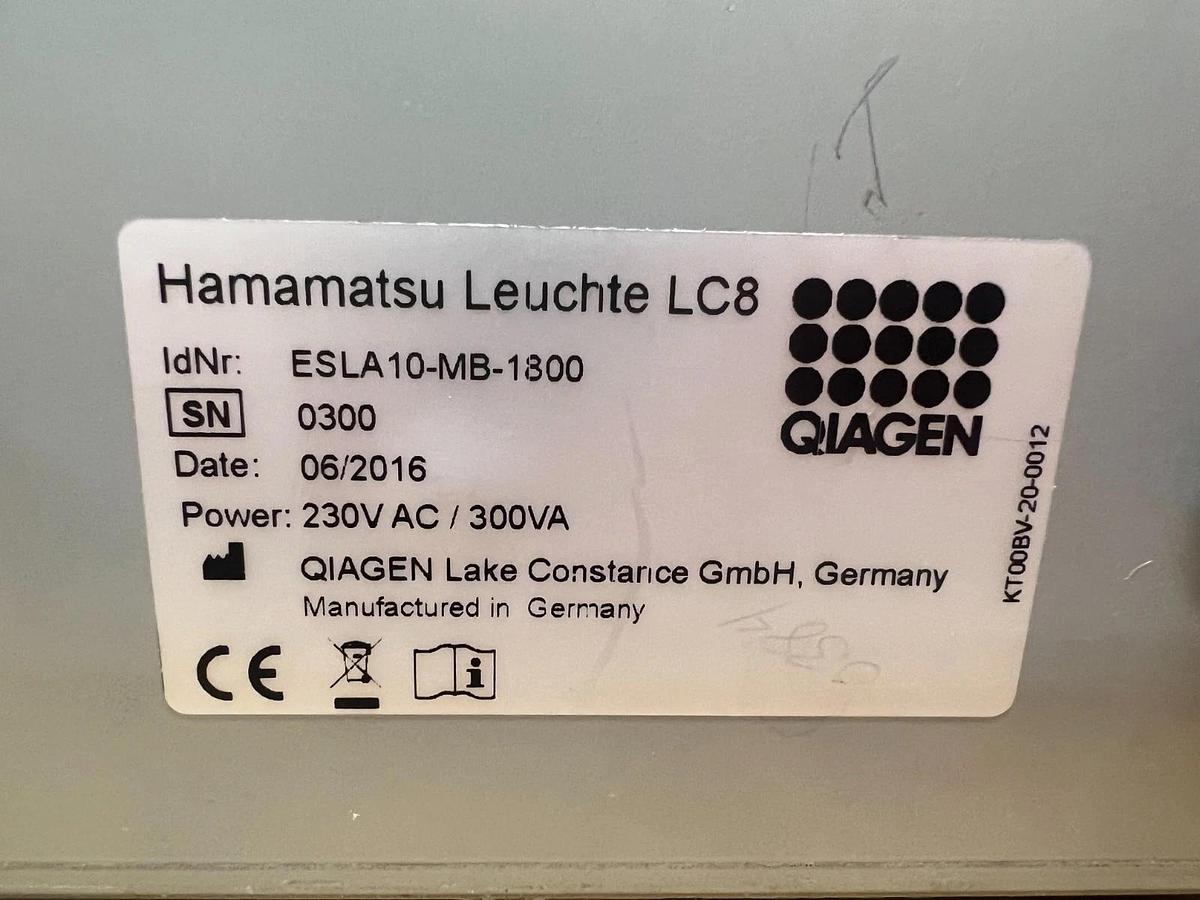 Hamamatsu Leuchte LC8
IdNr: ESLA10-MB-1800
SN 0300
Date: 06/2016
Power: 230V AC / 300VA
QIAGEN Lake Constance GmbH, Germany
Manufactured in Germany
CE
i
QIAGEN
KT00BV-20-0012